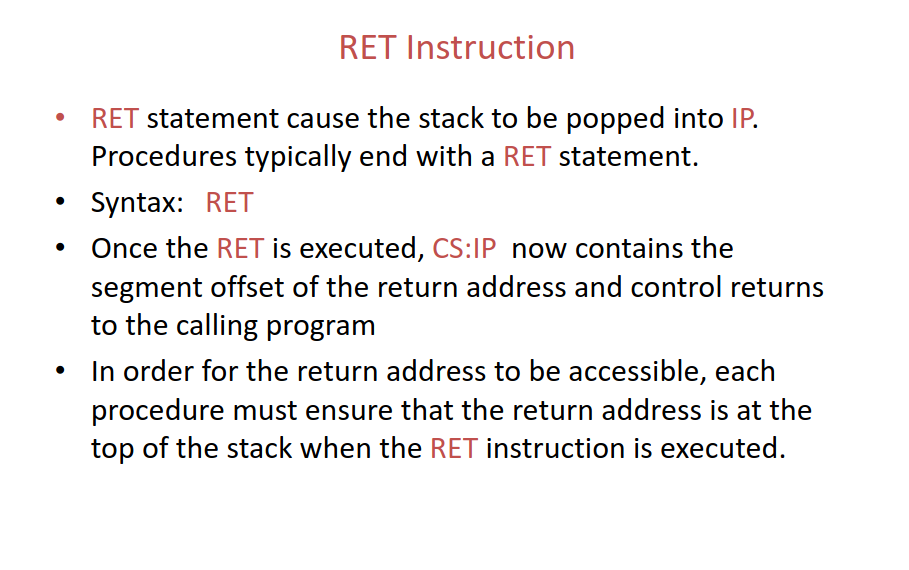 RET Instruction
• RET statement cause the stack to be popped into IP.
Procedures typically end with a RET statement.
• Syntax: RET
• Once the RET is executed, CS:IP now contains the
segment offset of the return address and control returns
to the calling program
• In order for the return address to be accessible, each
procedure must ensure that the return address is at the
top of the stack when the RET instruction is executed.